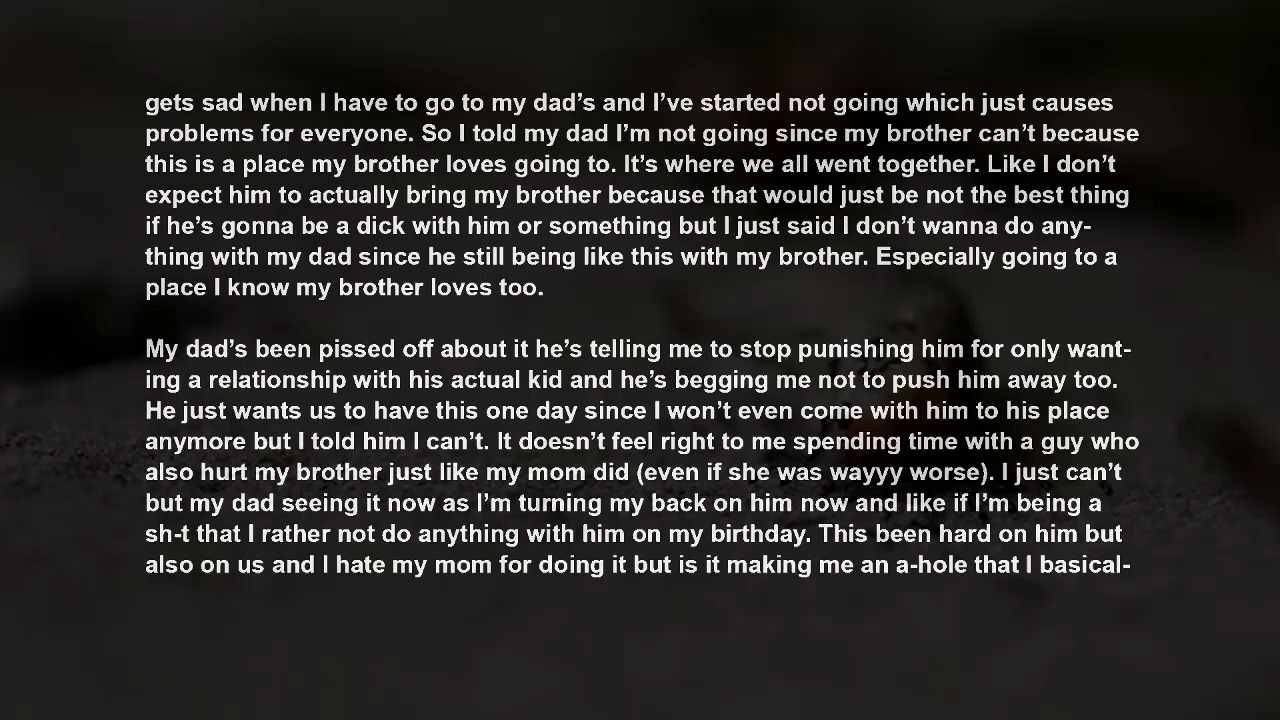 gets sad when I have to go to my dad’s and I’ve started not going which just causes
problems for everyone. So I told my dad I’m not going since my brother can’t because
this is a place my brother loves going to. It’s where we all went together. Like I don’t
expect him to actually bring my brother because that would just be not the best thing
if he’s gonna be a dick with him or something but I just said I don’t wanna do any-
thing with my dad since he still being like this with my brother. Especially going to a
place I know my brother loves too.
My dad’s been pissed off about it he’s telling me to stop punishing him for only want-
ing a relationship with his actual kid and he’s begging me not to push him away too.
He just wants us to have this one day since I won’t even come with him to his place
anymore but I told him I can’t. It doesn’t feel right to me spending time with a guy who
also hurt my brother just like my mom did (even if she was wayyy worse). I just can’t
but my dad seeing it now as I’m turning my back on him now and like if I’m being a
sh-t that I rather not do anything with him on my birthday. This been hard on him but
also on us and I hate my mom for doing it but is it making me an a-hole that I basical-